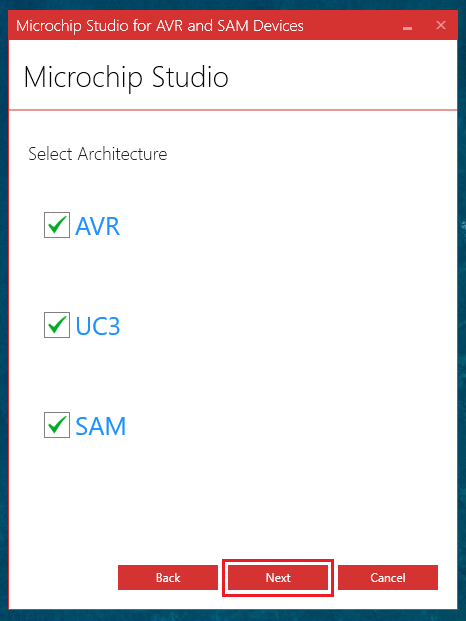 Microchip Studio for AVR and SAM Devices
Microchip Studio
Select Architecture
AVR
UC3
SAM
Back Next Cancel